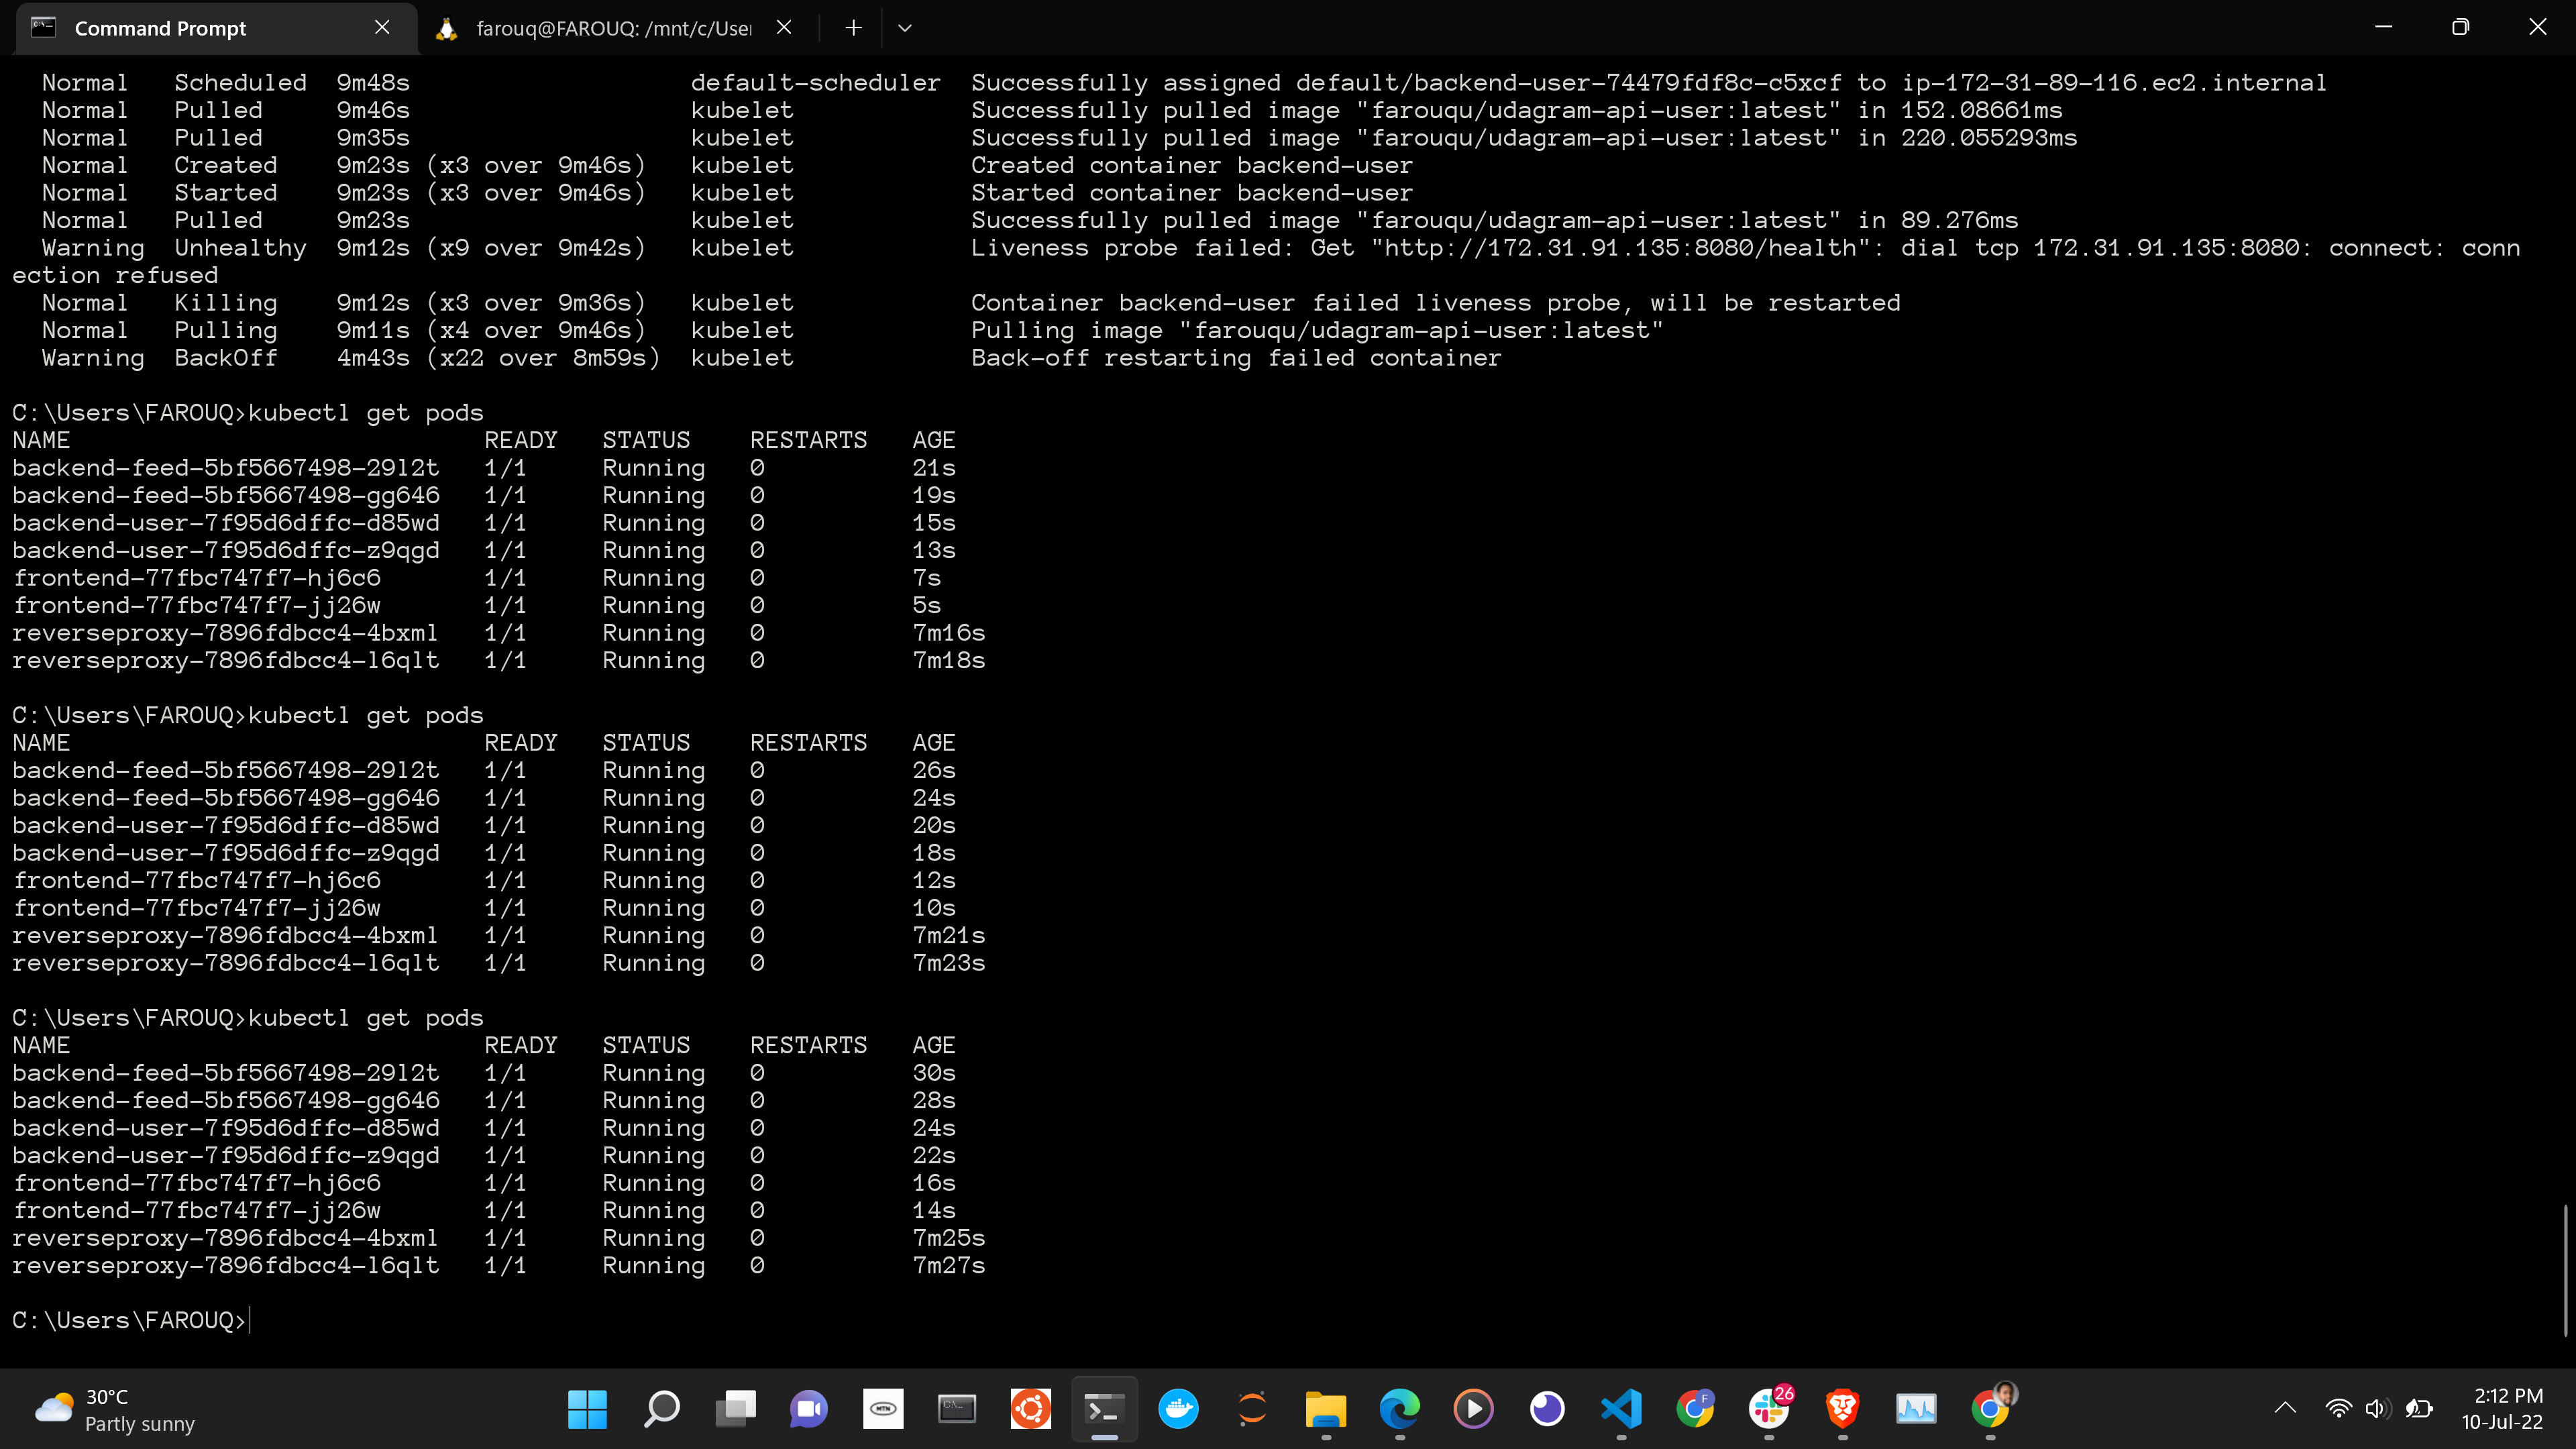 Command Prompt
farouq@FAROUQ: /mnt/c/User
Normal Scheduled 9m48s default-scheduler Successfully assigned default/backend-user-74479fdf8c-c5xcf to ip-172-31-89-116.ec2.internal
Normal Pulled 9m46s kubelet Successfully pulled image "farouqu/udagram-api-user:latest" in 152.08661ms
Normal Pulled 9m35s kubelet Successfully pulled image "farouqu/udagram-api-user:latest" in 220.055293ms
Normal Created 9m23s (x3 over 9m46s) kubelet Created container backend-user
Normal Started 9m23s (x3 over 9m46s) kubelet Started container backend-user
Normal Pulled 9m23s kubelet Successfully pulled image "farouqu/udagram-api-user:latest" in 89.276ms
Warning Unhealthy 9m12s (x9 over 9m42s) kubelet Liveness probe failed: Get "http://172.31.91.135:8080/health": dial tcp 172.31.91.135:8080: connect: conn
ection refused
Normal Killing 9m12s (x3 over 9m36s) kubelet Container backend-user failed liveness probe, will be restarted
Normal Pulling 9m11s (x4 over 9m46s) kubelet Pulling image "farouqu/udagram-api-user:latest"
Warning BackOff 4m43s (x22 over 8m59s) kubelet Back-off restarting failed container
C:\Users\FAROUQ>kubectl get pods
NAME READY STATUS RESTARTS AGE
backend-feed-5bf5667498-29l2t 1/1 Running 0 21s
backend-feed-5bf5667498-gg646 1/1 Running 0 19s
backend-user-7f95d6dffc-d85wd 1/1 Running 0 15s
backend-user-7f95d6dffc-z9qgd 1/1 Running 0 13s
frontend-77fbc747f7-hj6c6 1/1 Running 0 7s
frontend-77fbc747f7-jj26w 1/1 Running 0 5s
reverseproxy-7896fdbcc4-4bxml 1/1 Running 0 7m16s
reverseproxy-7896fdbcc4-l6qlt 1/1 Running 0 7m18s
C:\Users\FAROUQ>kubectl get pods
NAME READY STATUS RESTARTS AGE
backend-feed-5bf5667498-29l2t 1/1 Running 0 26s
backend-feed-5bf5667498-gg646 1/1 Running 0 24s
backend-user-7f95d6dffc-d85wd 1/1 Running 0 20s
backend-user-7f95d6dffc-z9qgd 1/1 Running 0 18s
frontend-77fbc747f7-hj6c6 1/1 Running 0 12s
frontend-77fbc747f7-jj26w 1/1 Running 0 10s
reverseproxy-7896fdbcc4-4bxml 1/1 Running 0 7m21s
reverseproxy-7896fdbcc4-l6qlt 1/1 Running 0 7m23s
C:\Users\FAROUQ>kubectl get pods
NAME READY STATUS RESTARTS AGE
backend-feed-5bf5667498-29l2t 1/1 Running 0 30s
backend-feed-5bf5667498-gg646 1/1 Running 0 28s
backend-user-7f95d6dffc-d85wd 1/1 Running 0 24s
backend-user-7f95d6dffc-z9qgd 1/1 Running 0 22s
frontend-77fbc747f7-hj6c6 1/1 Running 0 16s
frontend-77fbc747f7-jj26w 1/1 Running 0 14s
reverseproxy-7896fdbcc4-4bxml 1/1 Running 0 7m25s
reverseproxy-7896fdbcc4-l6qlt 1/1 Running 0 7m27s
C:\Users\FAROUQ>
30°C
Partly sunny
MTN
F
26
2:12 PM
10-Jul-22